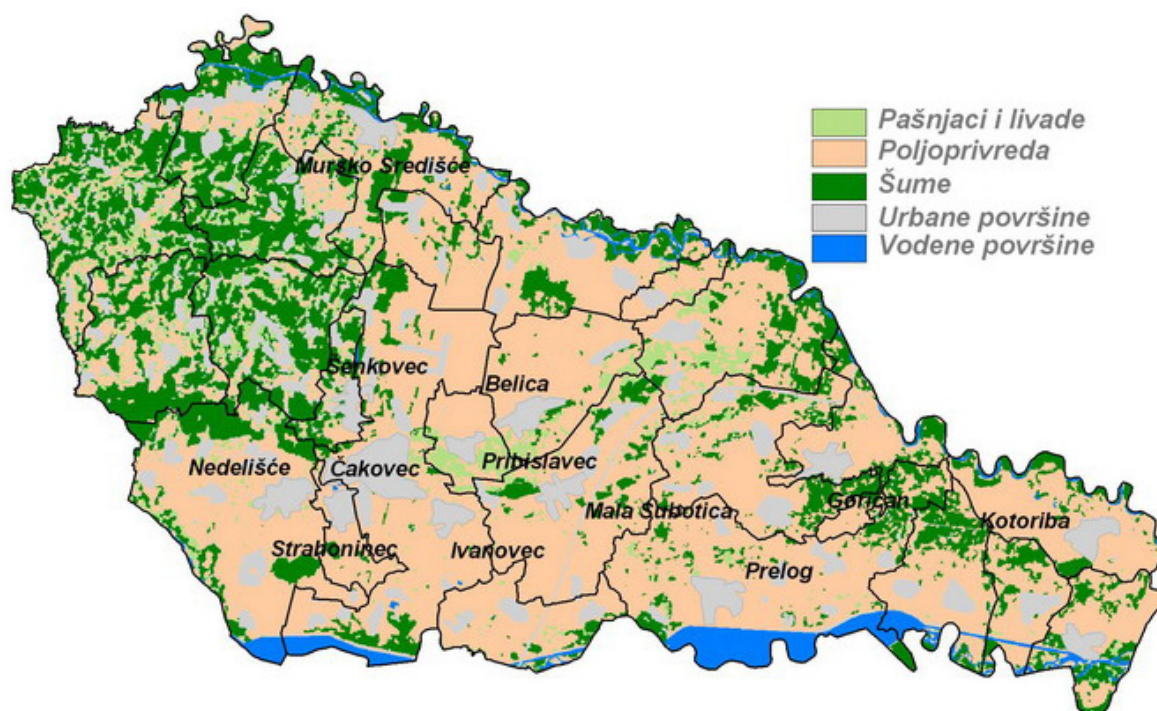 Pašnjaci i livade
Poljoprivreda
Šume
Urbane površine
Vodene površine
Mursko Središće
Šenkovec
Belica
Nedelišće
Čakovec
Pribislavec
Mala Subotica
Goričan
Kotoriba
Strahoninec
Ivanovec
Prelog